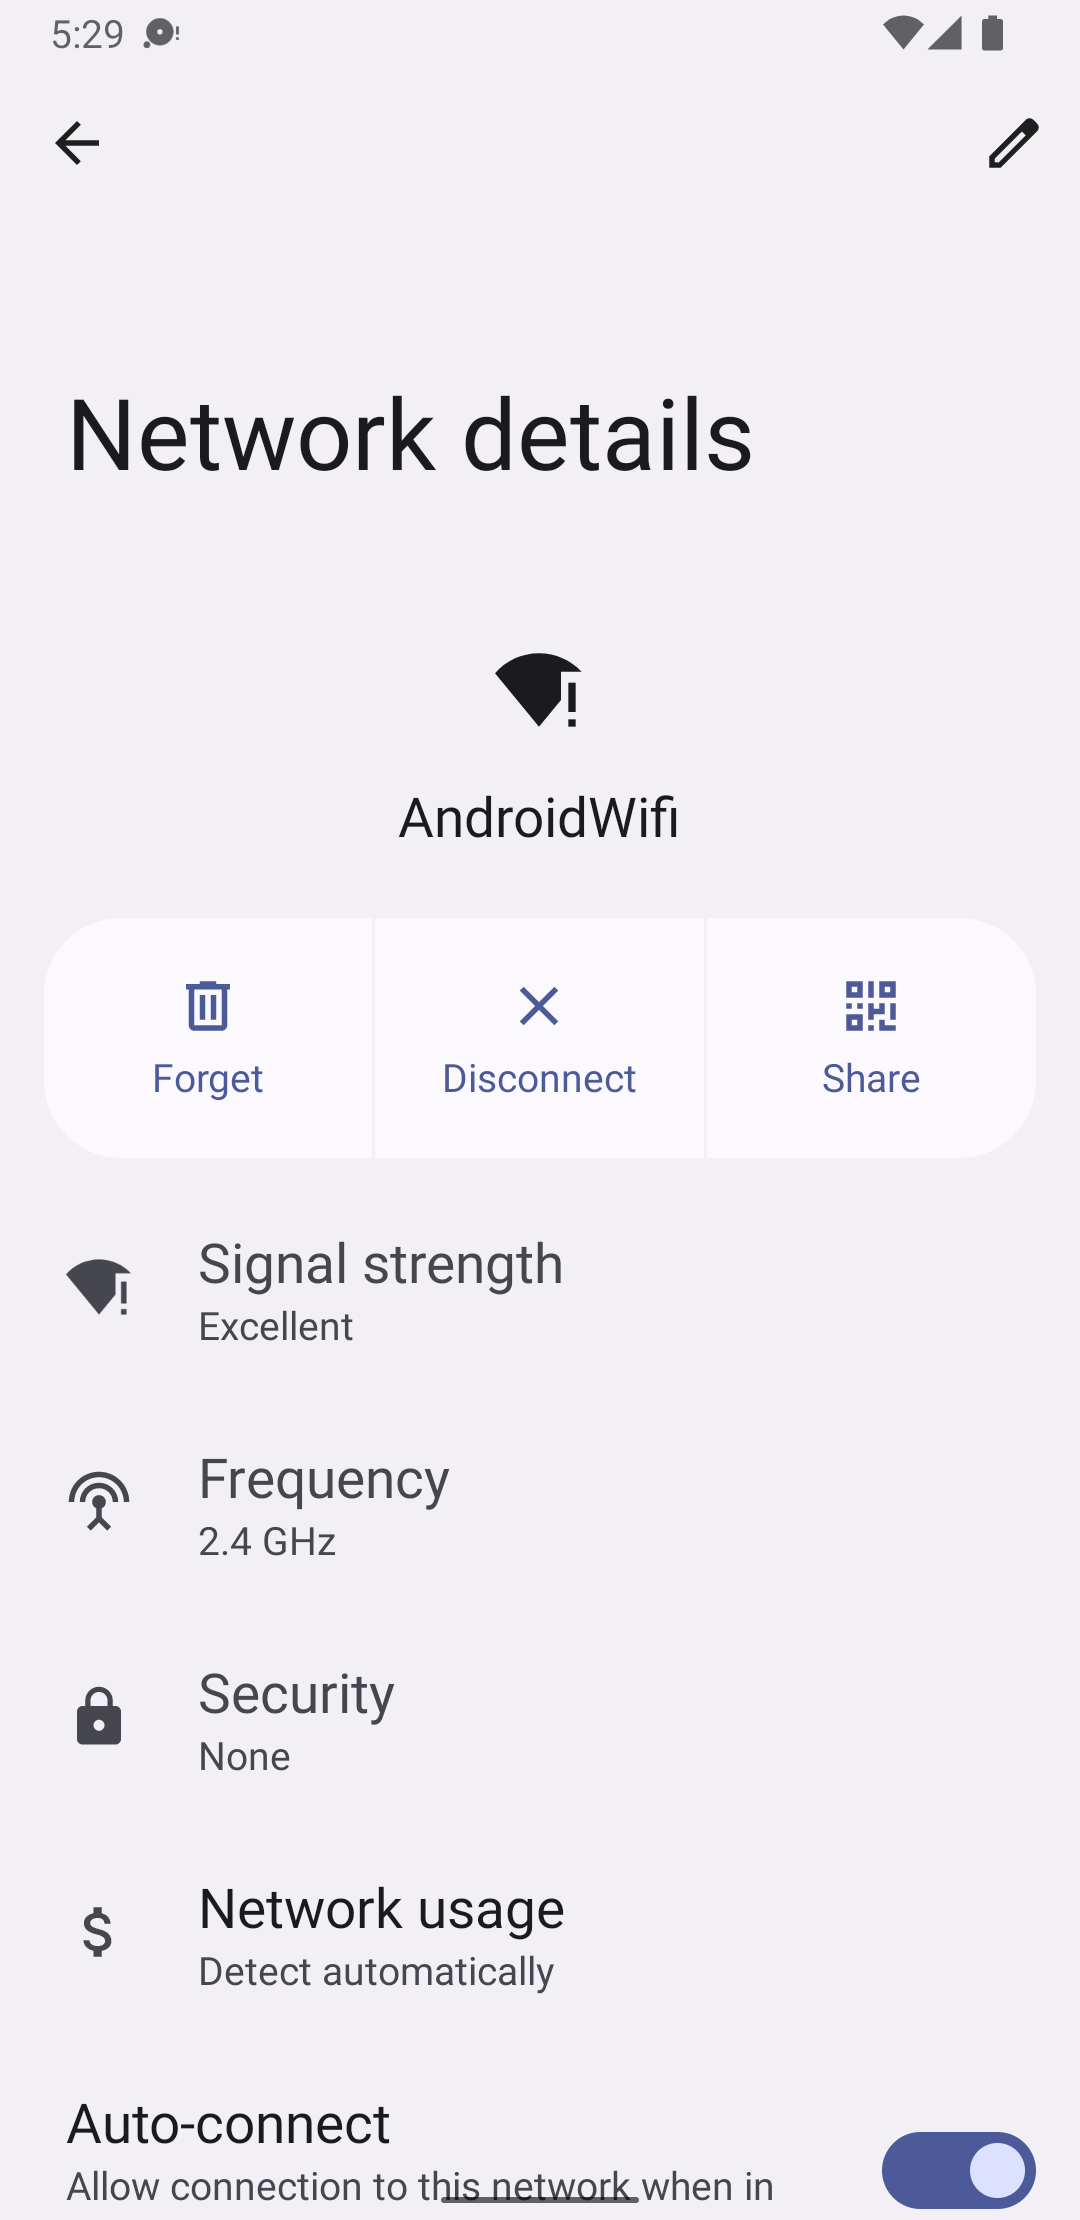 5:29
Network details
AndroidWifi
Forget
Disconnect
Share
Signal strength
Excellent
Frequency
2.4 GHz
Security
None
Network usage
Detect automatically
Auto-connect
Allow connection to this network when in